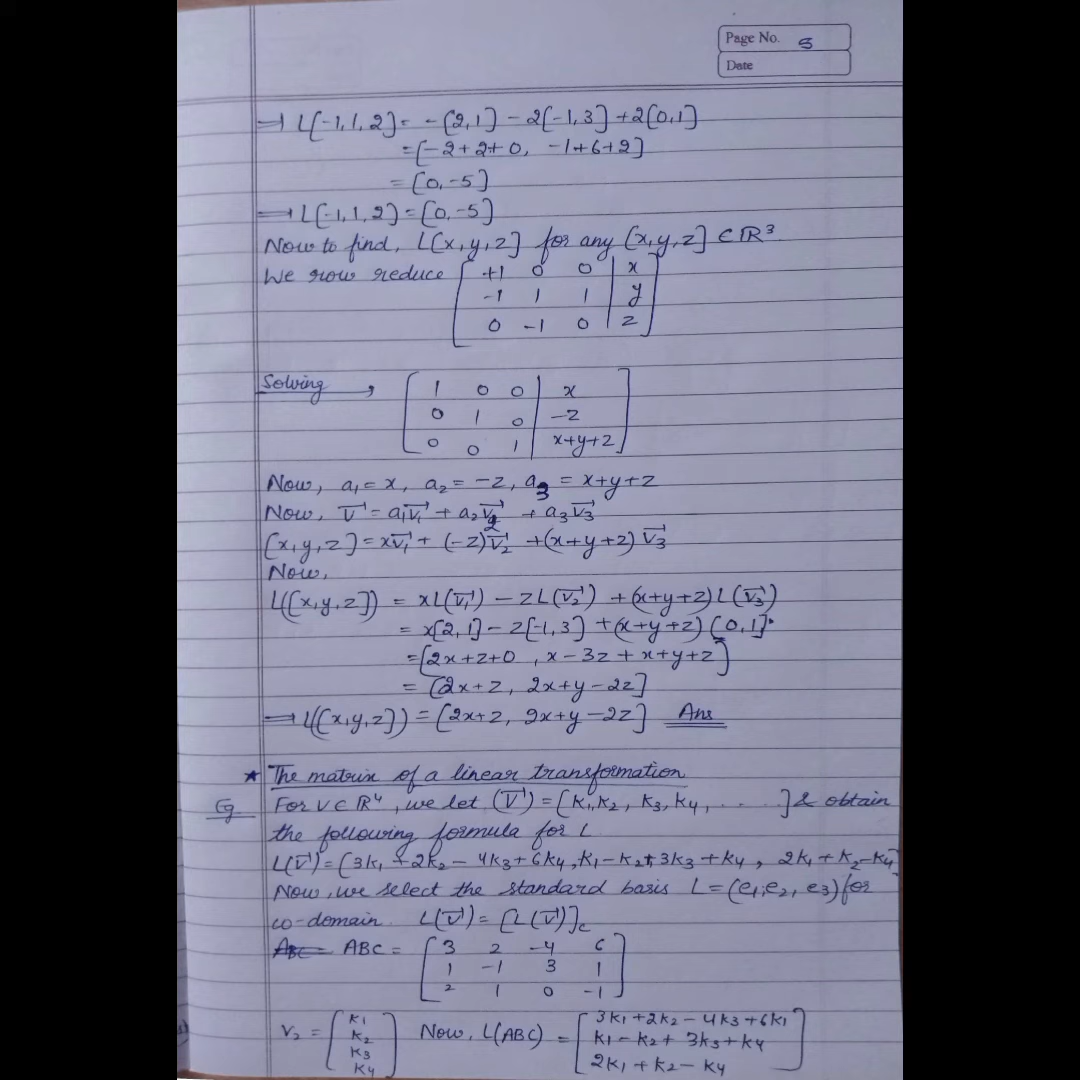 Page No. 5
Date
⇒ L[-1,1,2] = -[2,1] - 2[-1,3] + 2[0,1]
= [-2+2+0, -1+6+2]
= [0,-5]
⇒ L[-1,1,2] = [0,-5]
Now to find, L[x,y,z] for any [x,y,z] ∈ ℝ³
We row reduce [ +1 0 0 | x
-1 1 1 | y
0 -1 0 | z ]
Solving → [ 1 0 0 | x
0 1 0 | -z
0 0 1 | x+y+z ]
Now, a₁ = x, a₂ = -z, a₃ = x+y+z
Now, V⃗ = a₁v⃗₁ + a₂v⃗₂ + a₃v⃗₃
[x,y,z] = xv⃗₁ + (-z)v⃗₂ + (x+y+z) v⃗₃
Now,
L([x,y,z]) = xL(v⃗₁) - zL(v⃗₂) + (x+y+z)L(v⃗₃)
= x[2,1] - z[-1,3] + (x+y+z) [0,1]
= [2x+z+0, x-3z+x+y+z]
= [2x+z, 2x+y-2z]
⇒ L([x,y,z]) = [2x+z, 2x+y-2z] Ans
★ The matrix of a linear transformation
Eg For V ∈ ℝ⁴, we let (V⃗) = [K₁,K₂, K₃,K₄, . . . .] & obtain
the following formula for L
L(V⃗) = [3K₁+2K₂-4K₃+6K₄, K₁-K₂+3K₃+K₄, 2K₁+K₂-K₄]
Now, we select the standard basis L = (e₁,e₂, e₃) for
co-domain. L(V⃗) = [L(V⃗)]c
ABC = [ 3 2 -4 6
1 -1 3 1
2 1 0 -1 ]
V₂ = [ K₁ Now, L(ABC) = [ 3K₁+2K₂-4K₃+6K₁
K₂ K₁-K₂+3K₃+K₄
K₃ 2K₁+K₂-K₄ ]
K₄ ]